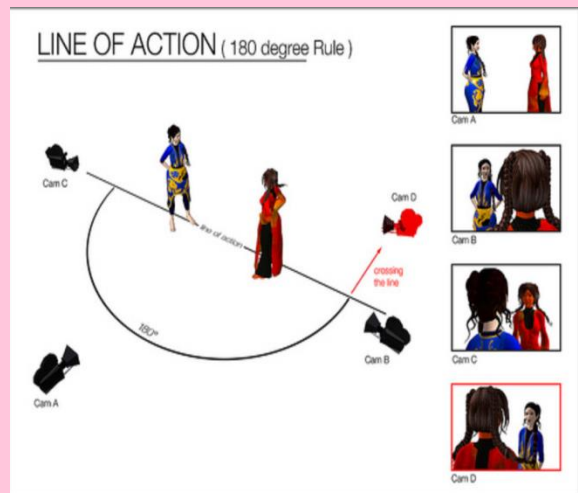 LINE OF ACTION ( 180 degree Rule )
Cam C
line of action
Cam D
crossing
the line
180°
Cam B
Cam A
Cam A
Cam B
Cam C
Cam D